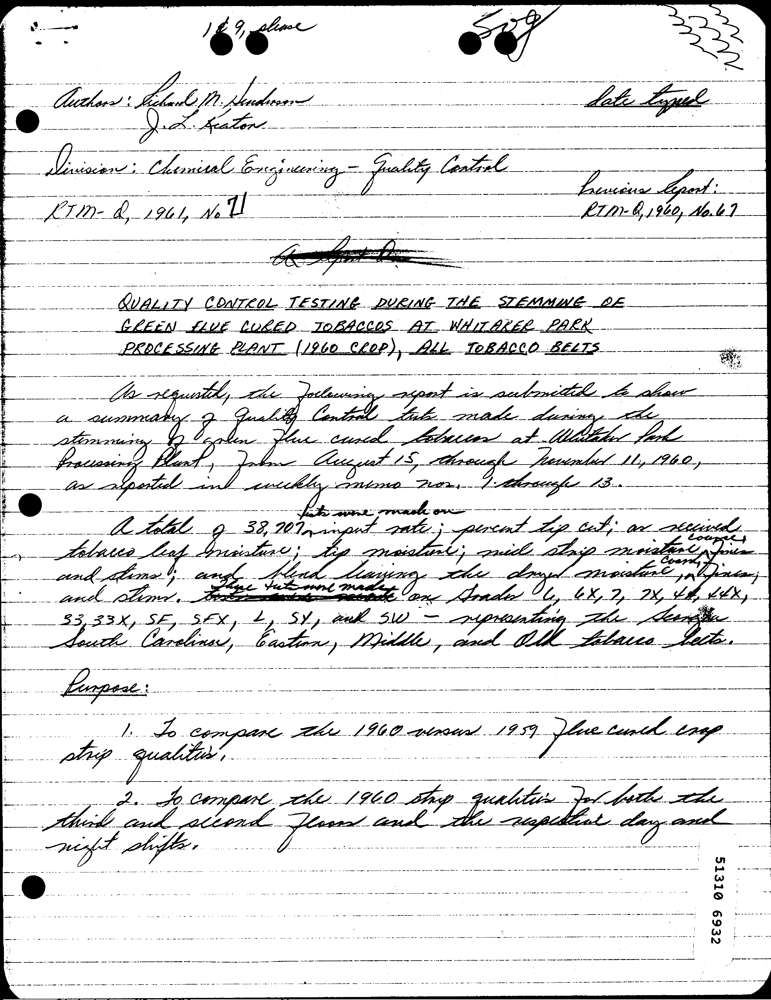 1 & 9, please
509
Authors: Richard M. Henderson
date typed
J. L. Keaton
Division: Chemical Engineering - Quality Control
Previous Report:
RTM-Q, 1961, No 71
RTM-Q, 1960, No. 67
A Report On
QUALITY CONTROL TESTING DURING THE STEMMING OF
GREEN FLUE CURED TOBACCOS AT WHITAKER PARK
PROCESSING PLANT (1960 CROP), ALL TOBACCO BELTS
As requested, the following report is submitted to show
a summary of Quality Control tests made during the
stemming of green flue cured tobaccos at Whitaker Park
Processing Plant, from August 15, through November 11, 1960,
as reported in weekly memo nos. 1 through 13.
tests were made on
A total of 38,707 input rate; percent tip cut; as received
tobacco leaf moisture; tip moisture; mid strip moisture, coarse, fines
and stems; and blend leaving the dryer moisture, coarse, fines,
and stems. These tests were made on Grades 6, 6X, 7, 7X, 44, 44X,
33, 33X, SF, SFX, L, SY, and SW - representing the Georgia
South Carolina, Eastern, Middle, and Old tobacco belts.
Purpose:
1. To compare the 1960 versus 1959 flue cured crop
strip qualities.
2. To compare the 1960 strip qualities for both the
third and second floors and the respective day and
night shifts.
51310 6932